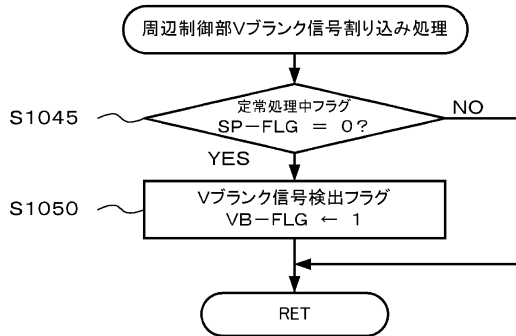 周辺制御部Vブランク信号割り込み処理
S1045
定常処理中フラグ
SP-FLG = 0?
NO
YES
S1050
Vブランク信号検出フラグ
VB-FLG ← 1
RET